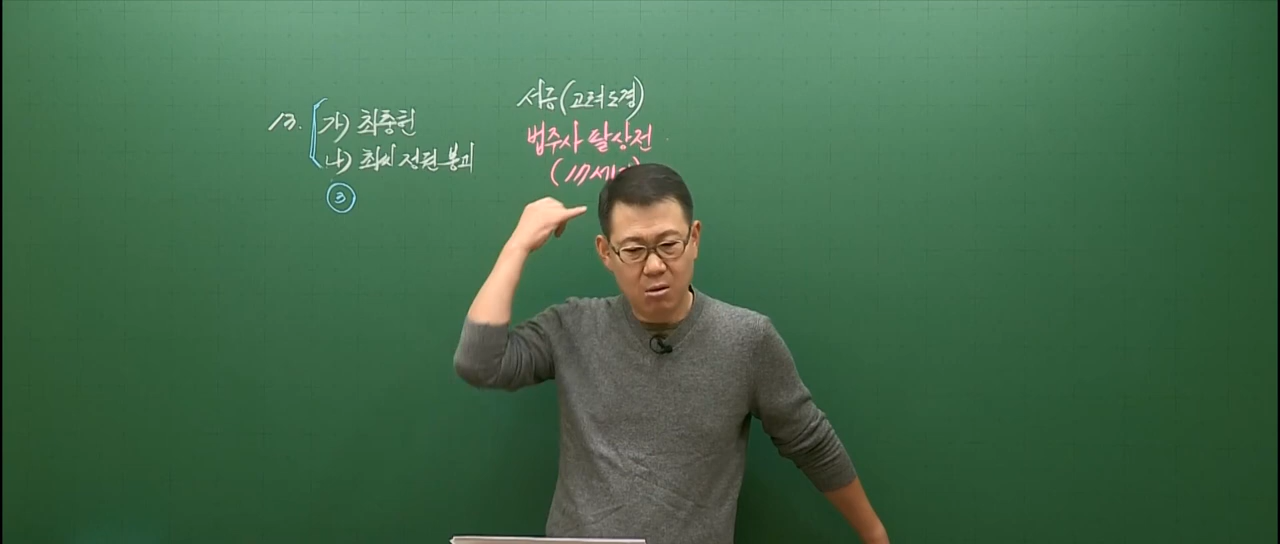 13. 가) 최충헌
나) 최씨 정권 붕괴
③
서긍(고려도경)
법주사 팔상전
(17세기)